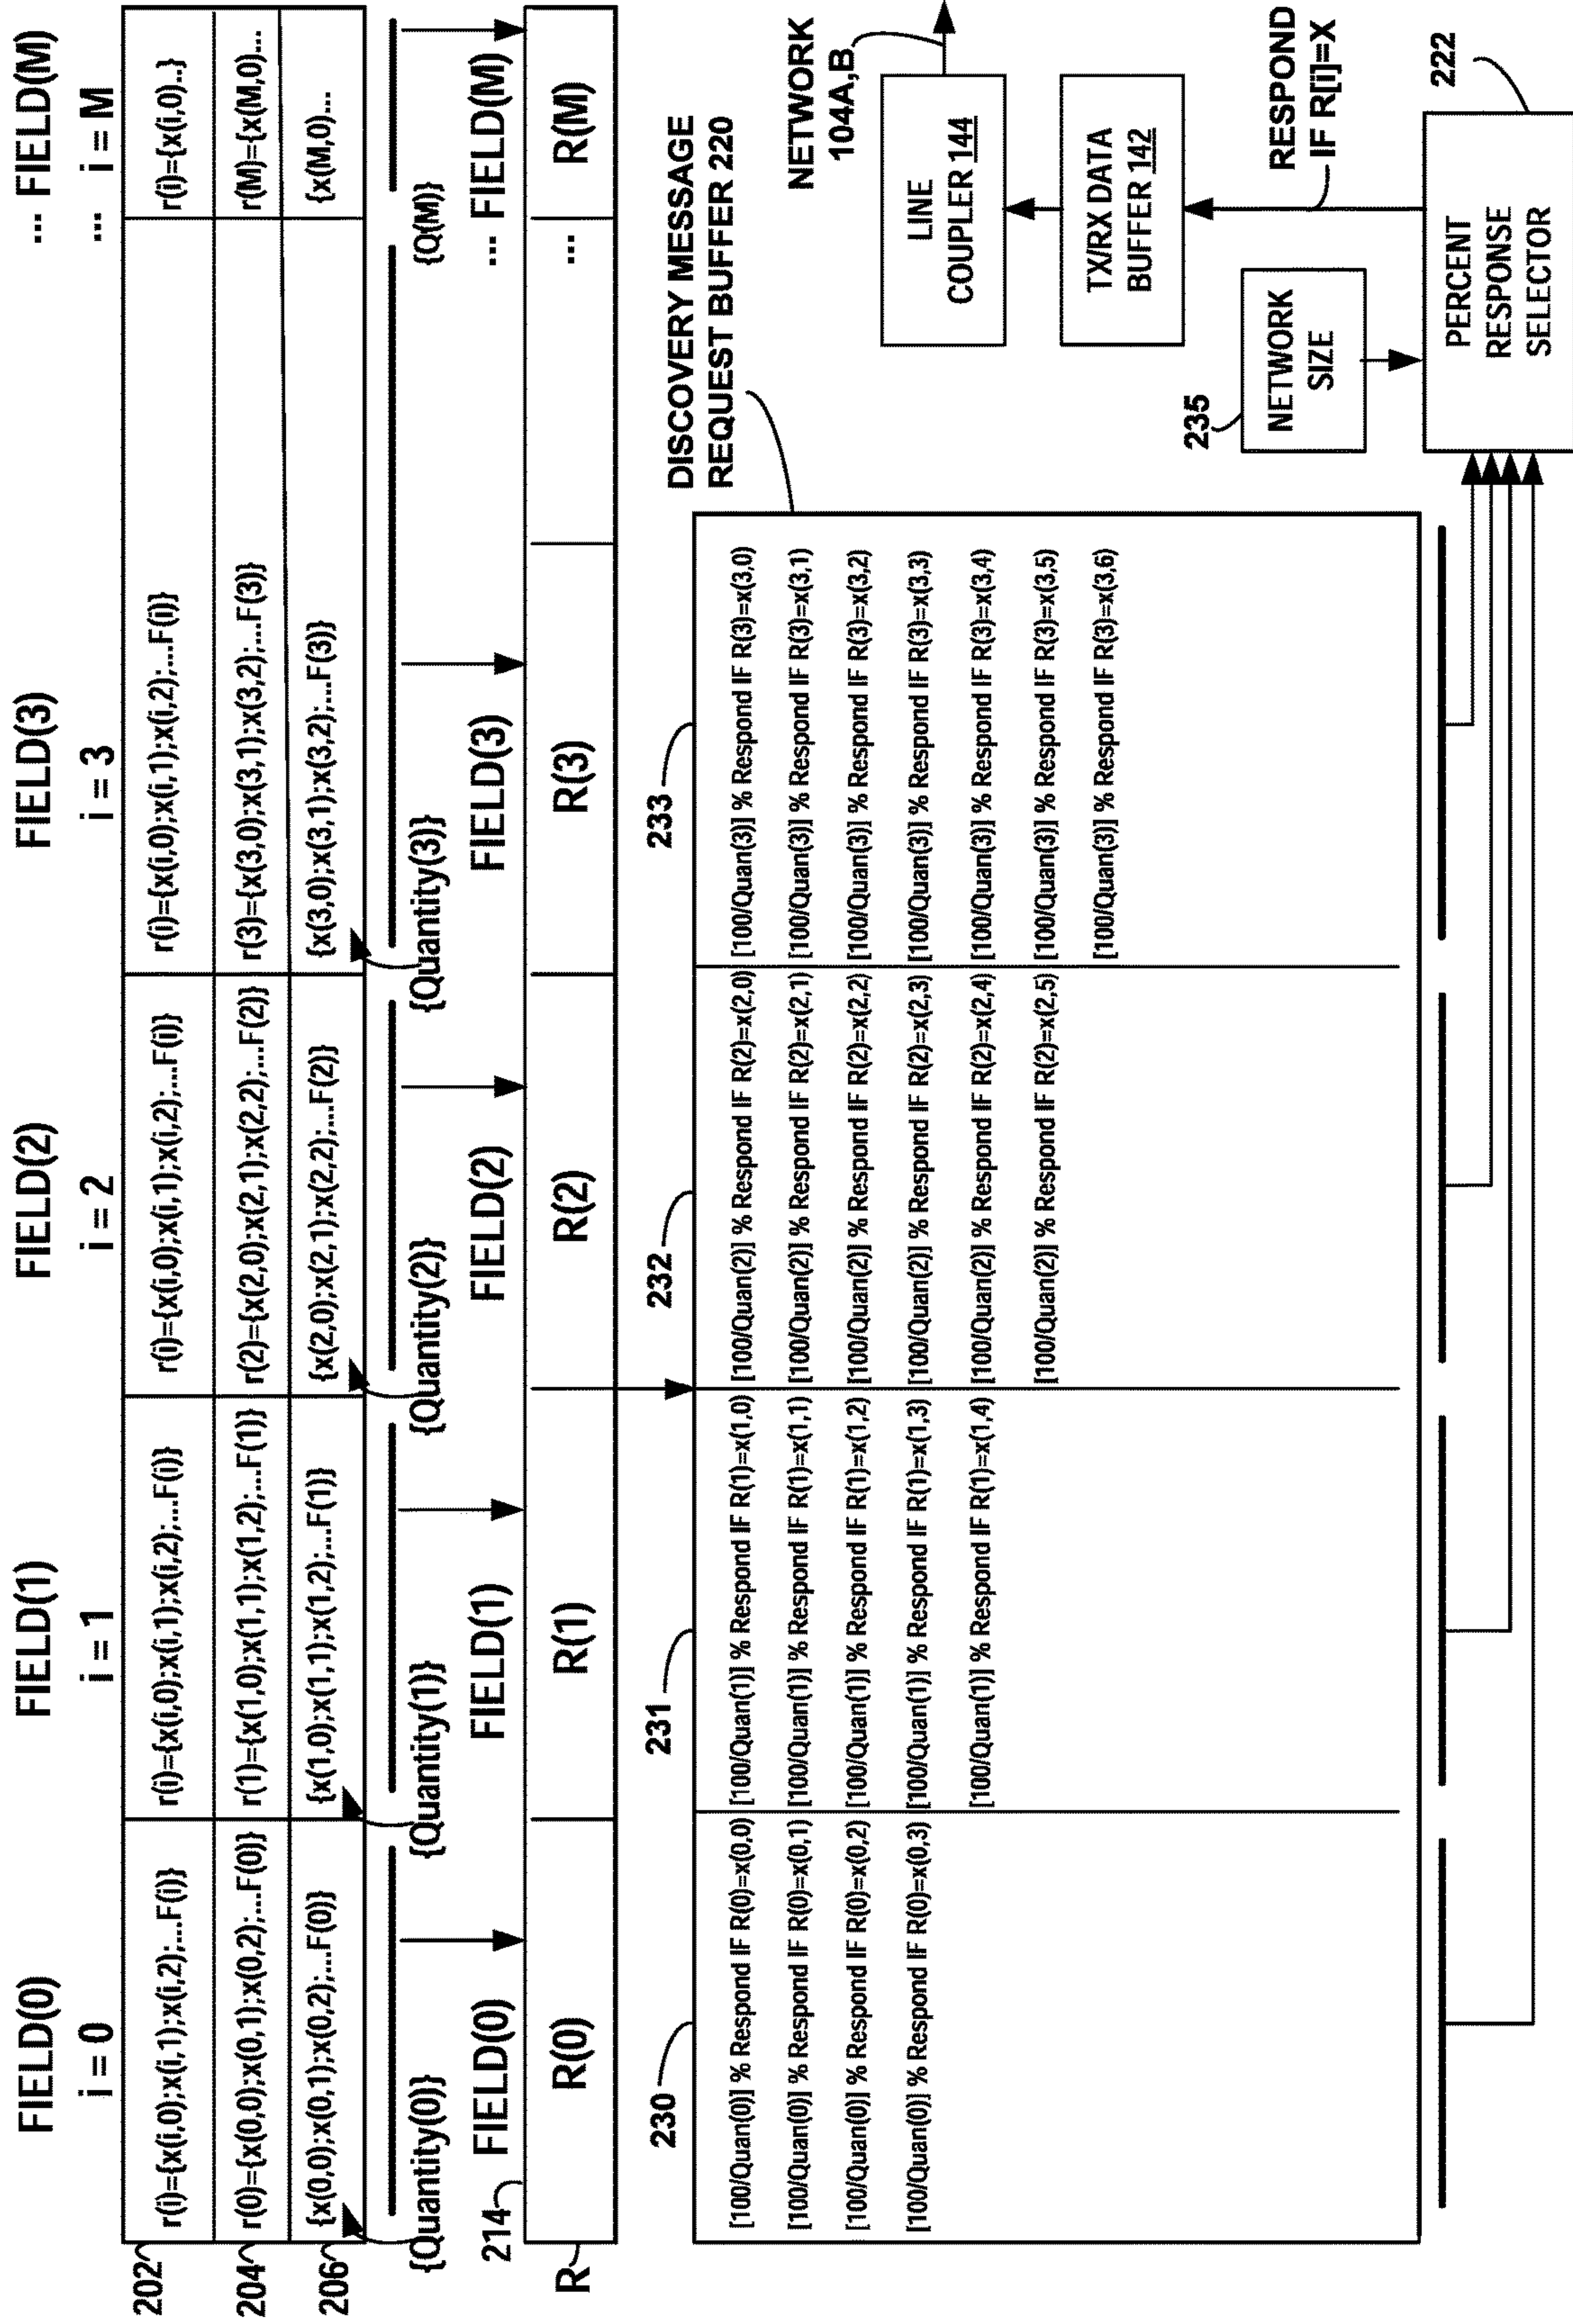 FIELD(0) FIELD(1) FIELD(2) FIELD(3) ... FIELD(M)
i = 0 i = 1 i = 2 i = 3 ... i = M
202 r(i)={x(i,0);x(i,1);x(i,2);...F(i)} r(i)={x(i,0);x(i,1);x(i,2);...F(i)} r(i)={x(i,0);x(i,1);x(i,2);...F(i)} r(i)={x(i,0);x(i,1);x(i,2);...F(i)} r(i)={x(i,0)..}
204 r(0)={x(0,0);x(0,1);x(0,2);...F(0)} r(1)={x(1,0);x(1,1);x(1,2);...F(1)} r(2)={x(2,0);x(2,1);x(2,2);...F(2)} r(3)={x(3,0);x(3,1);x(3,2);...F(3)} r(M)={x(M,0)...
206 {x(0,0);x(0,1);x(0,2);...F(0)} {x(1,0);x(1,1);x(1,2);...F(1)} {x(2,0);x(2,1);x(2,2);...F(2)} {x(3,0);x(3,1);x(3,2);...F(3)} {x(M,0)...
{Quantity(0)} {Quantity(1)} {Quantity(2)} {Quantity(3)} {Q(M)}
214 FIELD(0) FIELD(1) FIELD(2) FIELD(3) ... FIELD(M)
R R(0) R(1) R(2) R(3) ... R(M)
230 231 232 233
DISCOVERY MESSAGE
REQUEST BUFFER 220
[100/Quan(0)] % Respond IF R(0)=x(0,0)
[100/Quan(0)] % Respond IF R(0)=x(0,1)
[100/Quan(0)] % Respond IF R(0)=x(0,2)
[100/Quan(0)] % Respond IF R(0)=x(0,3)
[100/Quan(1)] % Respond IF R(1)=x(1,0)
[100/Quan(1)] % Respond IF R(1)=x(1,1)
[100/Quan(1)] % Respond IF R(1)=x(1,2)
[100/Quan(1)] % Respond IF R(1)=x(1,3)
[100/Quan(1)] % Respond IF R(1)=x(1,4)
[100/Quan(2)] % Respond IF R(2)=x(2,0)
[100/Quan(2)] % Respond IF R(2)=x(2,1)
[100/Quan(2)] % Respond IF R(2)=x(2,2)
[100/Quan(2)] % Respond IF R(2)=x(2,3)
[100/Quan(2)] % Respond IF R(2)=x(2,4)
[100/Quan(2)] % Respond IF R(2)=x(2,5)
[100/Quan(3)] % Respond IF R(3)=x(3,0)
[100/Quan(3)] % Respond IF R(3)=x(3,1)
[100/Quan(3)] % Respond IF R(3)=x(3,2)
[100/Quan(3)] % Respond IF R(3)=x(3,3)
[100/Quan(3)] % Respond IF R(3)=x(3,4)
[100/Quan(3)] % Respond IF R(3)=x(3,5)
[100/Quan(3)] % Respond IF R(3)=x(3,6)
NETWORK
104A,B
LINE
COUPLER 144
TX/RX DATA
BUFFER 142
RESPOND
IF R[i]=X
235
NETWORK
SIZE
222
PERCENT
RESPONSE
SELECTOR